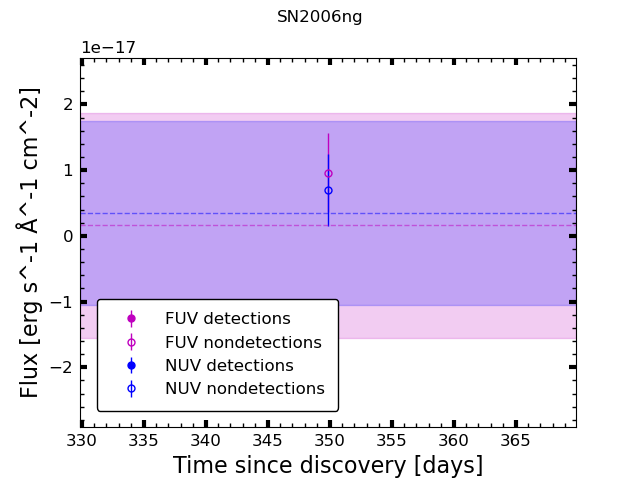 SN2006ng
1e−17
2
1
0
−1
−2
Flux [erg s^-1 Å^-1 cm^-2]
FUV detections
FUV nondetections
NUV detections
NUV nondetections
330 335 340 345 350 355 360 365
Time since discovery [days]